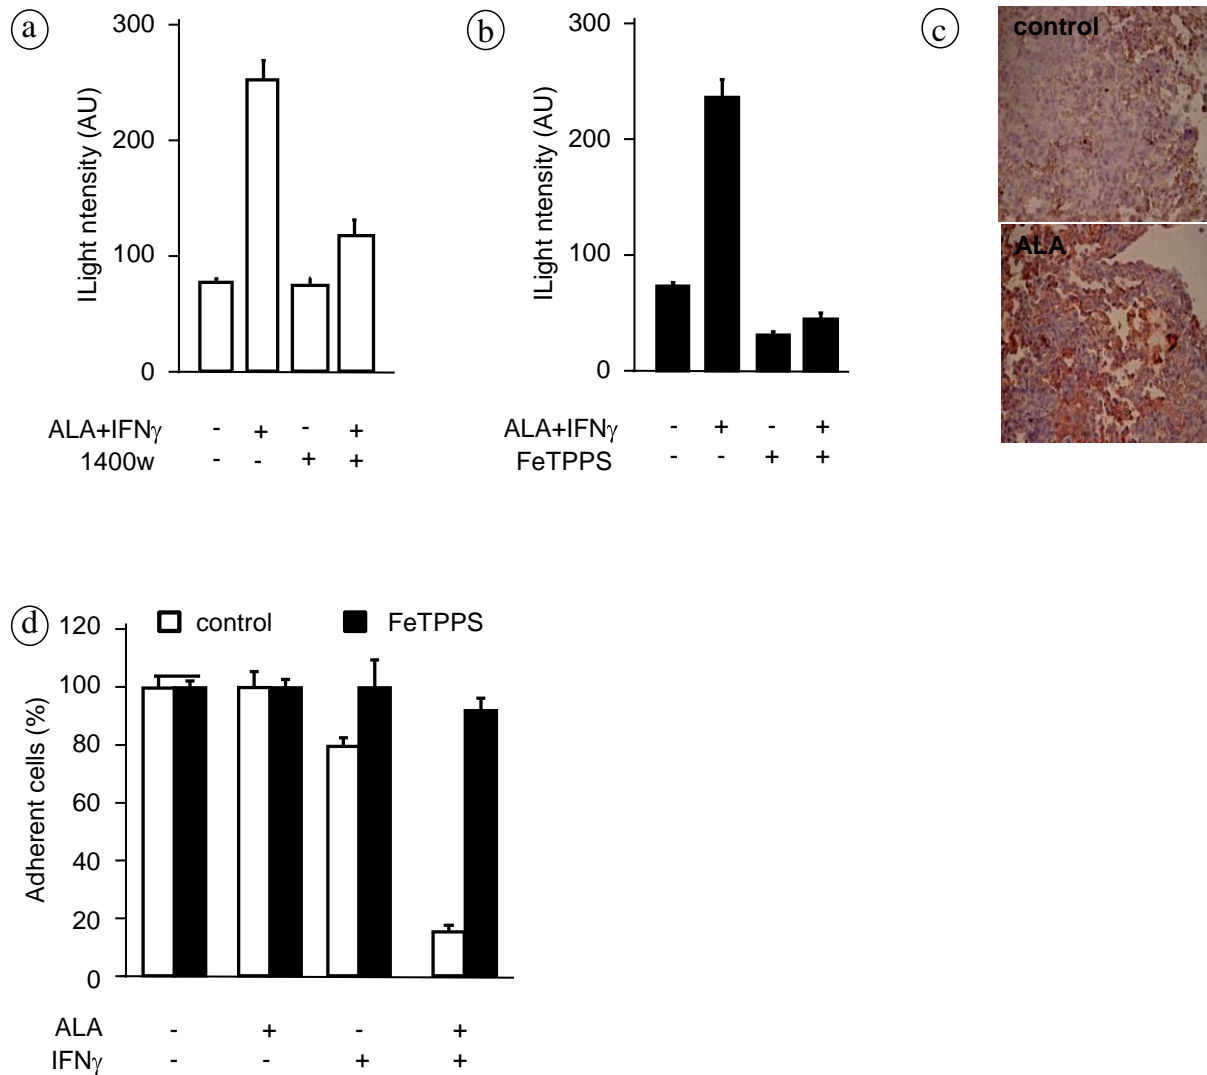 a
300
200
100
0
ILight ntensity (AU)
ALA+IFNγ - + - +
1400w - - + +
b
300
200
100
0
ILight ntensity (AU)
ALA+IFNγ - + - +
FeTPPS - - + +
c
control
ALA
d
control FeTPPS
120
100
80
60
40
20
0
Adherent cells (%)
ALA - + - +
IFNγ - - + +